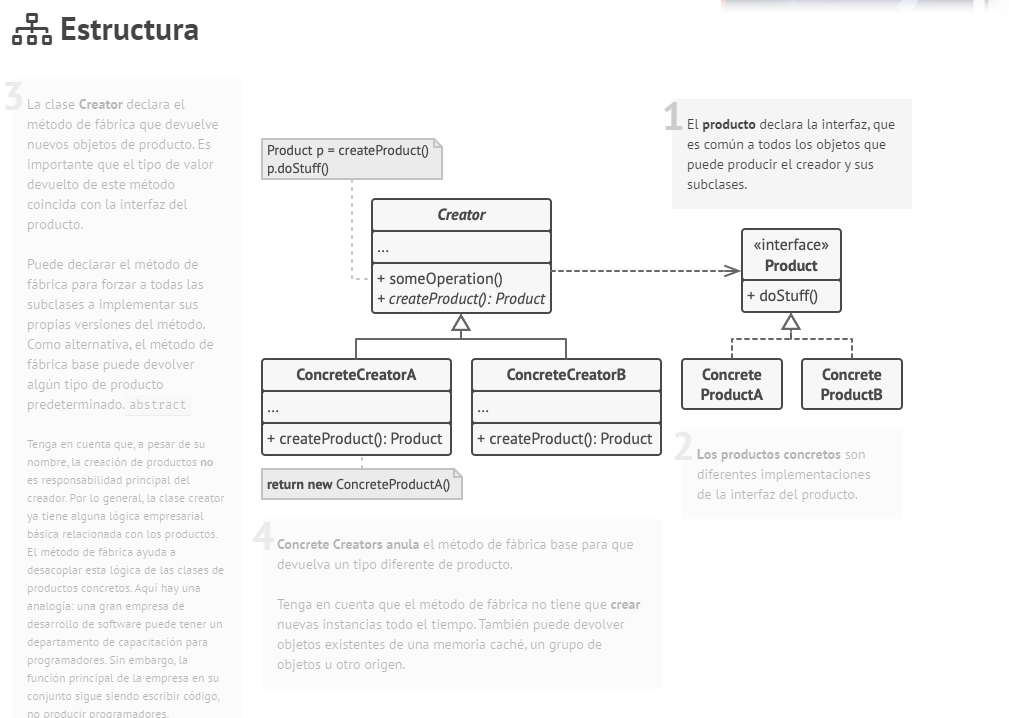 Estructura
3
La clase Creator declara el
método de fábrica que devuelve
nuevos objetos de producto. Es
importante que el tipo de valor
devuelto de este método
coincida con la interfaz del
producto.
Puede declarar el método de
fábrica para forzar a todas las
subclases a implementar sus
propias versiones del método.
Como alternativa, el método de
fábrica base puede devolver
algún tipo de producto
predeterminado. abstract
Tenga en cuenta que, a pesar de su
nombre, la creación de productos no
es responsabilidad principal del
creador. Por lo general, la clase creator
ya tiene alguna lógica empresarial
básica relacionada con los productos.
El método de fábrica ayuda a
desacoplar esta lógica de las clases de
productos concretos. Aquí hay una
analogía: una gran empresa de
desarrollo de software puede tener un
departamento de capacitación para
programadores. Sin embargo, la
función principal de la empresa en su
conjunto sigue siendo escribir código,
no producir programadores.
Product p = createProduct()
p.doStuff()
Creator
...
+ someOperation()
+ createProduct(): Product
ConcreteCreatorA
...
+ createProduct(): Product
ConcreteCreatorB
...
+ createProduct(): Product
return new ConcreteProductA()
1
El producto declara la interfaz, que
es común a todos los objetos que
puede producir el creador y sus
subclases.
«interface»
Product
+ doStuff()
Concrete
ProductA
Concrete
ProductB
2
Los productos concretos son
diferentes implementaciones
de la interfaz del producto.
4
Concrete Creators anula el método de fábrica base para que
devuelva un tipo diferente de producto.
Tenga en cuenta que el método de fábrica no tiene que crear
nuevas instancias todo el tiempo. También puede devolver
objetos existentes de una memoria caché, un grupo de
objetos u otro origen.